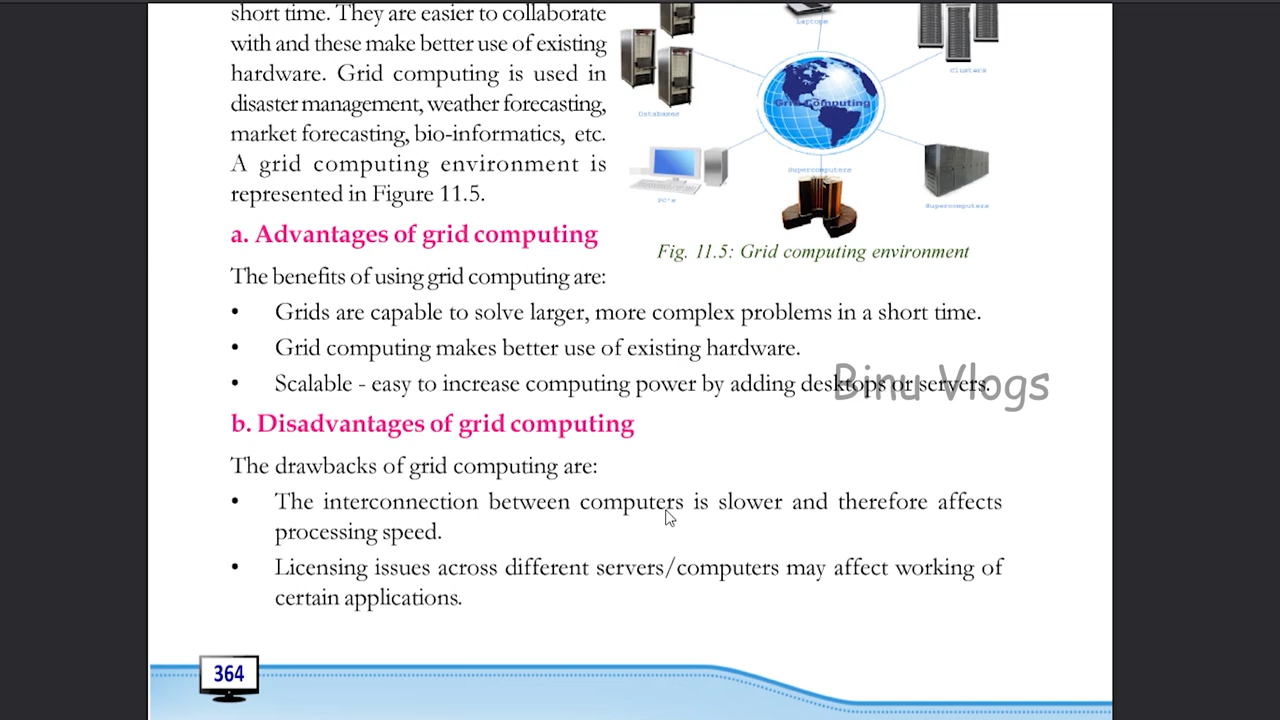 short time. They are easier to collaborate
with and these make better use of existing
hardware. Grid computing is used in
disaster management, weather forecasting,
market forecasting, bio-informatics, etc.
A grid computing environment is
represented in Figure 11.5.
Laptops
Clusters
Databases
Grid Computing
PC's
Supercomputers
Supercomputers
Fig. 11.5: Grid computing environment
a. Advantages of grid computing
The benefits of using grid computing are:
• Grids are capable to solve larger, more complex problems in a short time.
• Grid computing makes better use of existing hardware.
• Scalable - easy to increase computing power by adding desktops or servers.
Binu Vlogs
b. Disadvantages of grid computing
The drawbacks of grid computing are:
• The interconnection between computers is slower and therefore affects
processing speed.
• Licensing issues across different servers/computers may affect working of
certain applications.
364